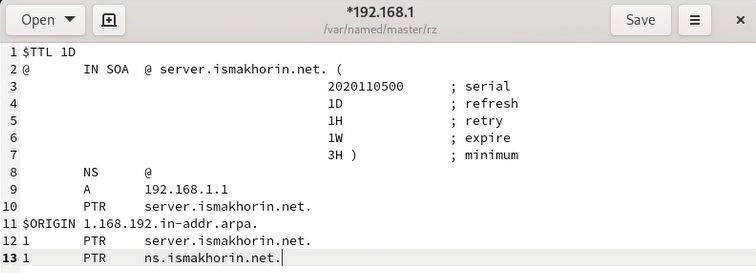 Open
*192.168.1
/var/named/master/rz
Save
1 $TTL 1D
2 @ IN SOA @ server.ismakhorin.net. (
3 2020110500 ; serial
4 1D ; refresh
5 1H ; retry
6 1W ; expire
7 3H ) ; minimum
8 NS @
9 A 192.168.1.1
10 PTR server.ismakhorin.net.
11 $ORIGIN 1.168.192.in-addr.arpa.
12 1 PTR server.ismakhorin.net.
13 1 PTR ns.ismakhorin.net.